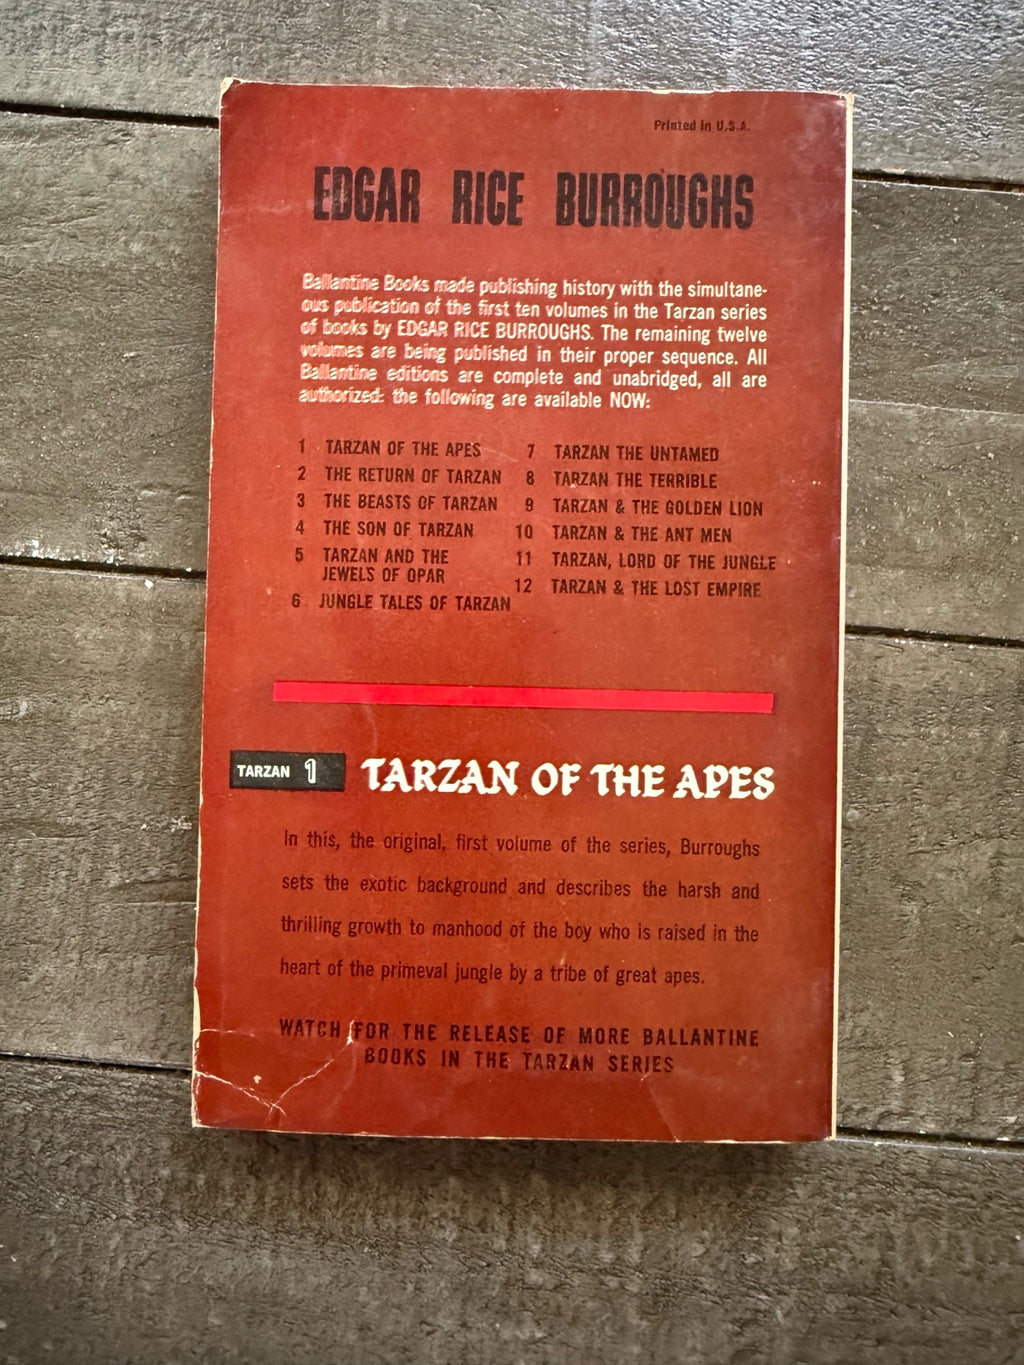 Printed in U.S.A.
EDGAR RICE BURROUGHS
Ballantine Books made publishing history with the simultane-
ous publication of the first ten volumes in the Tarzan series
of books by EDGAR RICE BURROUGHS. The remaining twelve
volumes are being published in their proper sequence. All
Ballantine editions are complete and unabridged, all are
authorized: the following are available NOW:
1 TARZAN OF THE APES
2 THE RETURN OF TARZAN
3 THE BEASTS OF TARZAN
4 THE SON OF TARZAN
5 TARZAN AND THE
JEWELS OF OPAR
6 JUNGLE TALES OF TARZAN
7 TARZAN THE UNTAMED
8 TARZAN THE TERRIBLE
9 TARZAN & THE GOLDEN LION
10 TARZAN & THE ANT MEN
11 TARZAN, LORD OF THE JUNGLE
12 TARZAN & THE LOST EMPIRE
TARZAN 1 TARZAN OF THE APES
In this, the original, first volume of the series, Burroughs
sets the exotic background and describes the harsh and
thrilling growth to manhood of the boy who is raised in the
heart of the primeval jungle by a tribe of great apes.
WATCH FOR THE RELEASE OF MORE BALLANTINE
BOOKS IN THE TARZAN SERIES